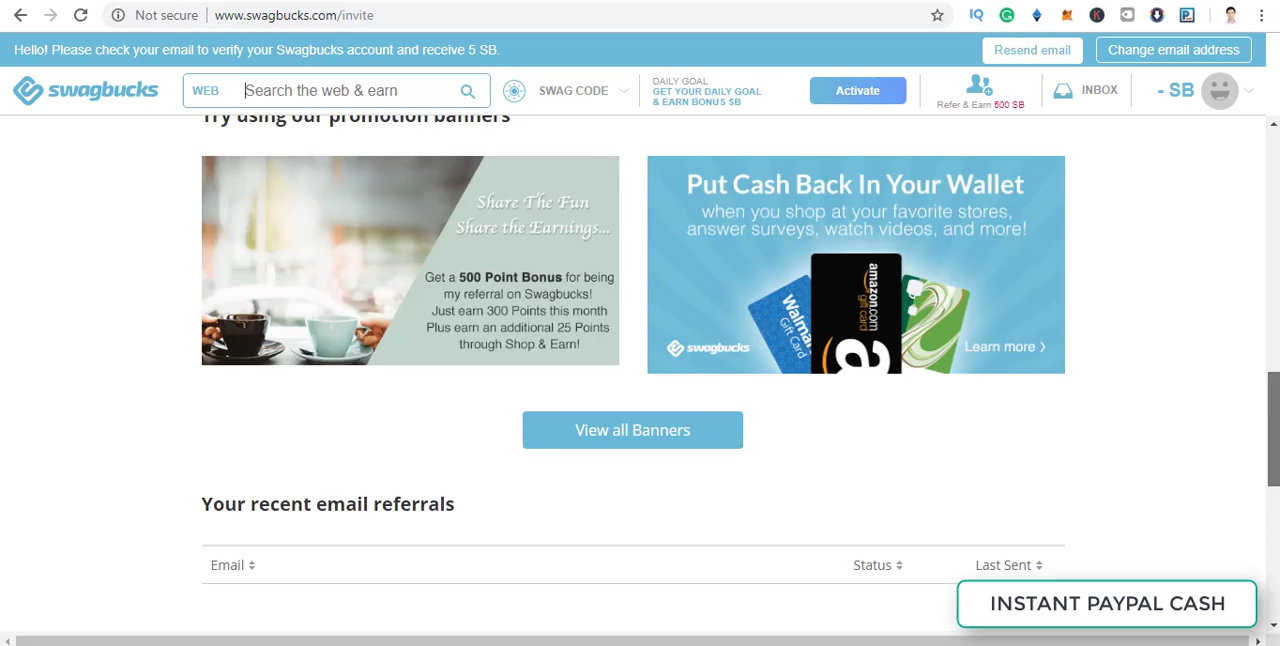 Not secure
www.swagbucks.com/invite
Hello! Please check your email to verify your Swagbucks account and receive 5 SB.
Resend email
Change email address
swagbucks
WEB
Search the web & earn
SWAG CODE
DAILY GOAL
GET YOUR DAILY GOAL
& EARN BONUS SB
Activate
Refer & Earn 500 SB
INBOX
- SB
Try using our promotion banners
Share The Fun
Share the Earnings...
Get a 500 Point Bonus for being
my referral on Swagbucks!
Just earn 300 Points this month
Plus earn an additional 25 Points
through Shop & Earn!
Put Cash Back In Your Wallet
when you shop at your favorite stores,
answer surveys, watch videos, and more!
Walmart
Gift Card
amazon.com
gift card
swagbucks
Learn more
View all Banners
Your recent email referrals
Email
Status
Last Sent
INSTANT PAYPAL CASH